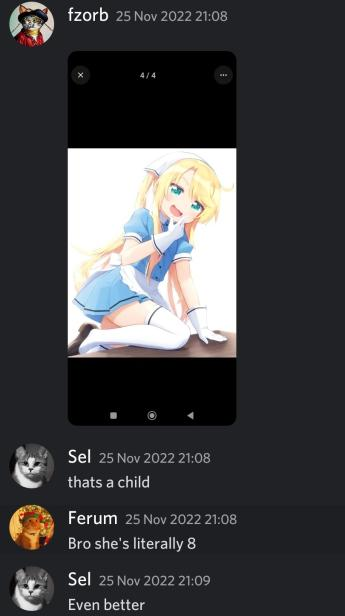 fzorb 25 Nov 2022 21:08
4/4
Sel 25 Nov 2022 21:08
thats a child
Ferum 25 Nov 2022 21:08
Bro she's literally 8
Sel 25 Nov 2022 21:09
Even better